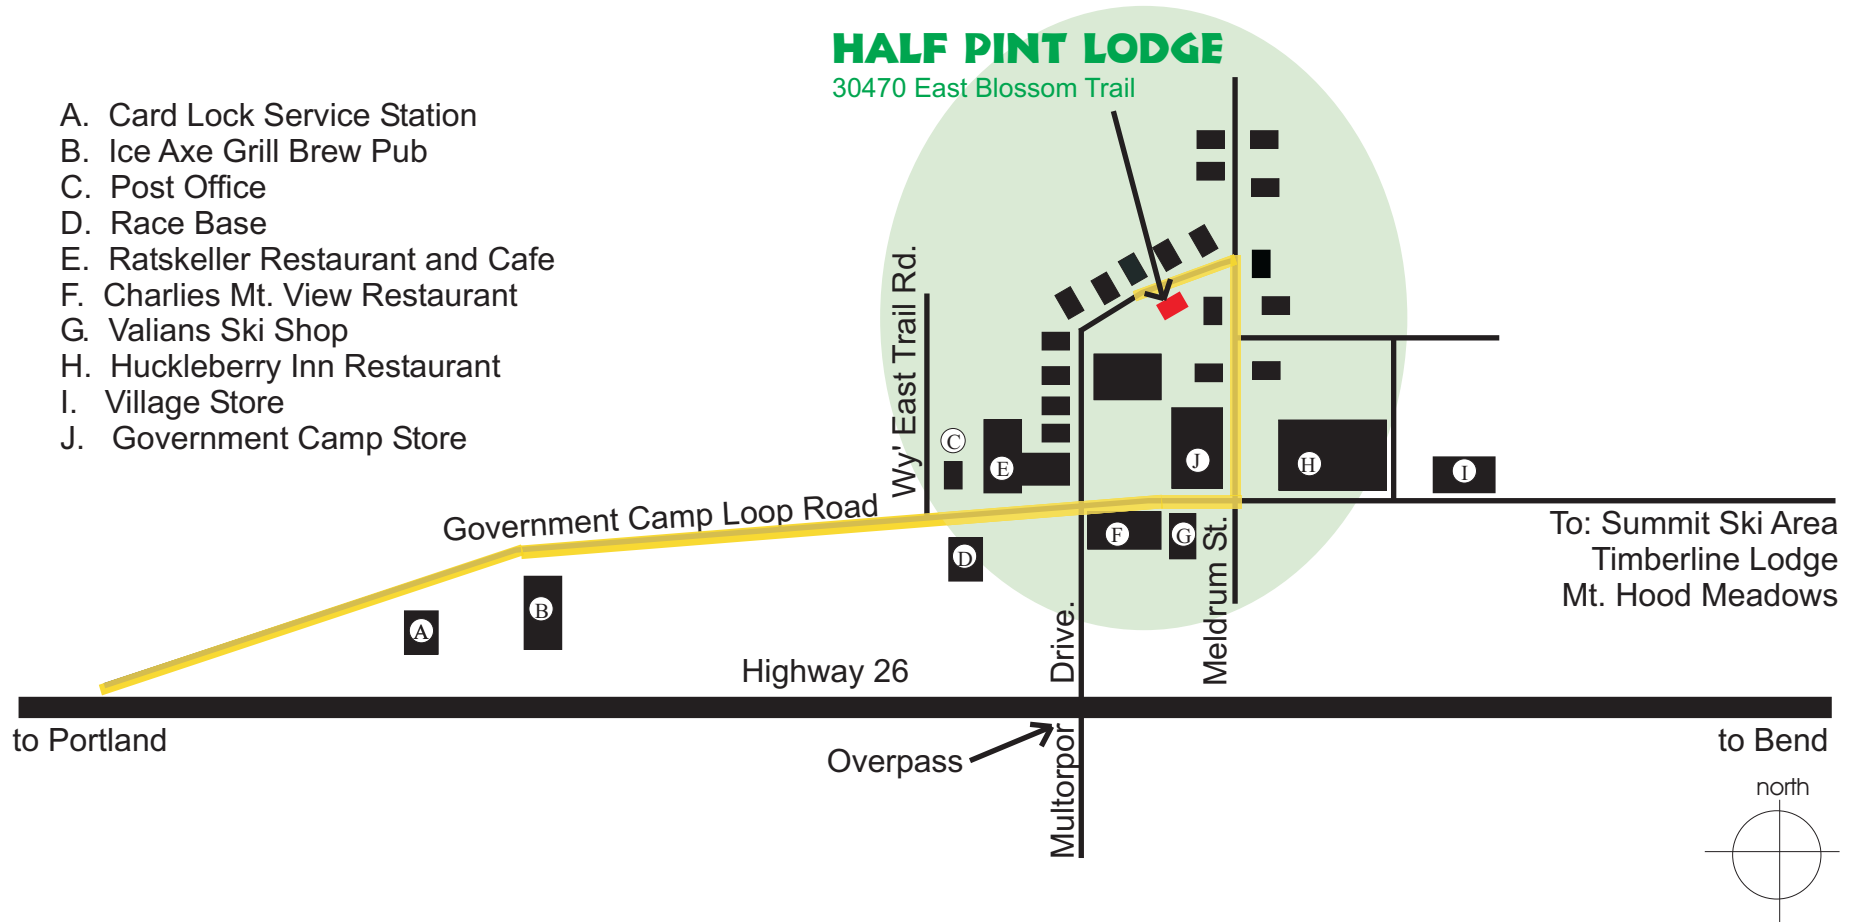 HALF PINT LODGE
30470 East Blossom Trail
A. Card Lock Service Station
B. Ice Axe Grill Brew Pub
C. Post Office
D. Race Base
E. Ratskeller Restaurant and Cafe
F. Charlies Mt. View Restaurant
G. Valians Ski Shop
H. Huckleberry Inn Restaurant
I. Village Store
J. Government Camp Store
Wy' East Trail Rd.
C
E
J
H
I
Government Camp Loop Road
F
G
D
B
A
To: Summit Ski Area
Timberline Lodge
Mt. Hood Meadows
Meldrum St.
Multorpor Drive.
Highway 26
to Portland
Overpass
to Bend
north